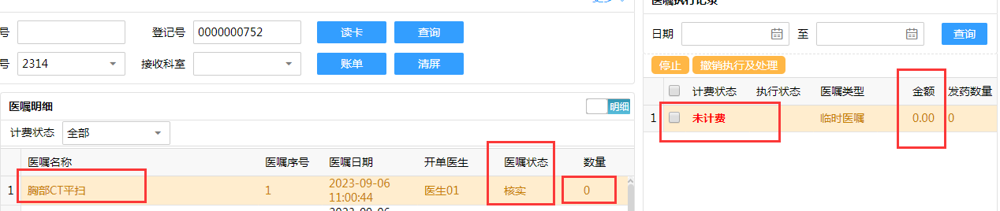 号 登记号 0000000752 读卡 查询
号 2314 接收科室 账单 清屏
医嘱明细 明细
计费状态 全部
医嘱名称 医嘱序号 医嘱日期 开单医生 医嘱状态 数量
1 胸部CT平扫 1 2023-09-06 11:00:44 医生01 核实 0
医嘱执行记录
日期 至 查询
停止 撤销执行及处理
计费状态 执行状态 医嘱类型 金额 发药数量
1 未计费 临时医嘱 0.00 0